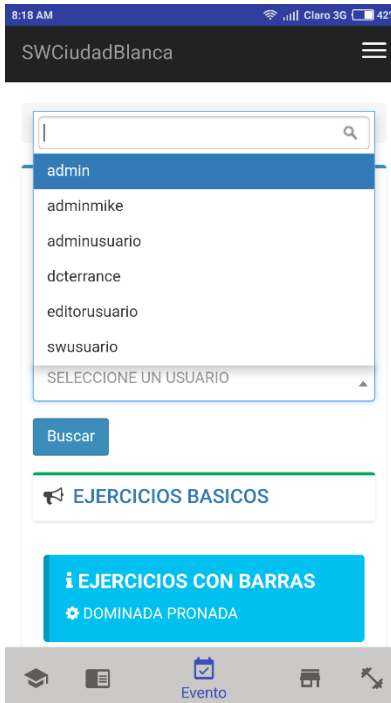 8:18 AM Claro 3G 42
SWCiudadBlanca
admin
adminmike
adminusuario
dcterrance
editorusuario
swusuario
SELECCIONE UN USUARIO
Buscar
EJERCICIOS BASICOS
EJERCICIOS CON BARRAS
DOMINADA PRONADA
Evento